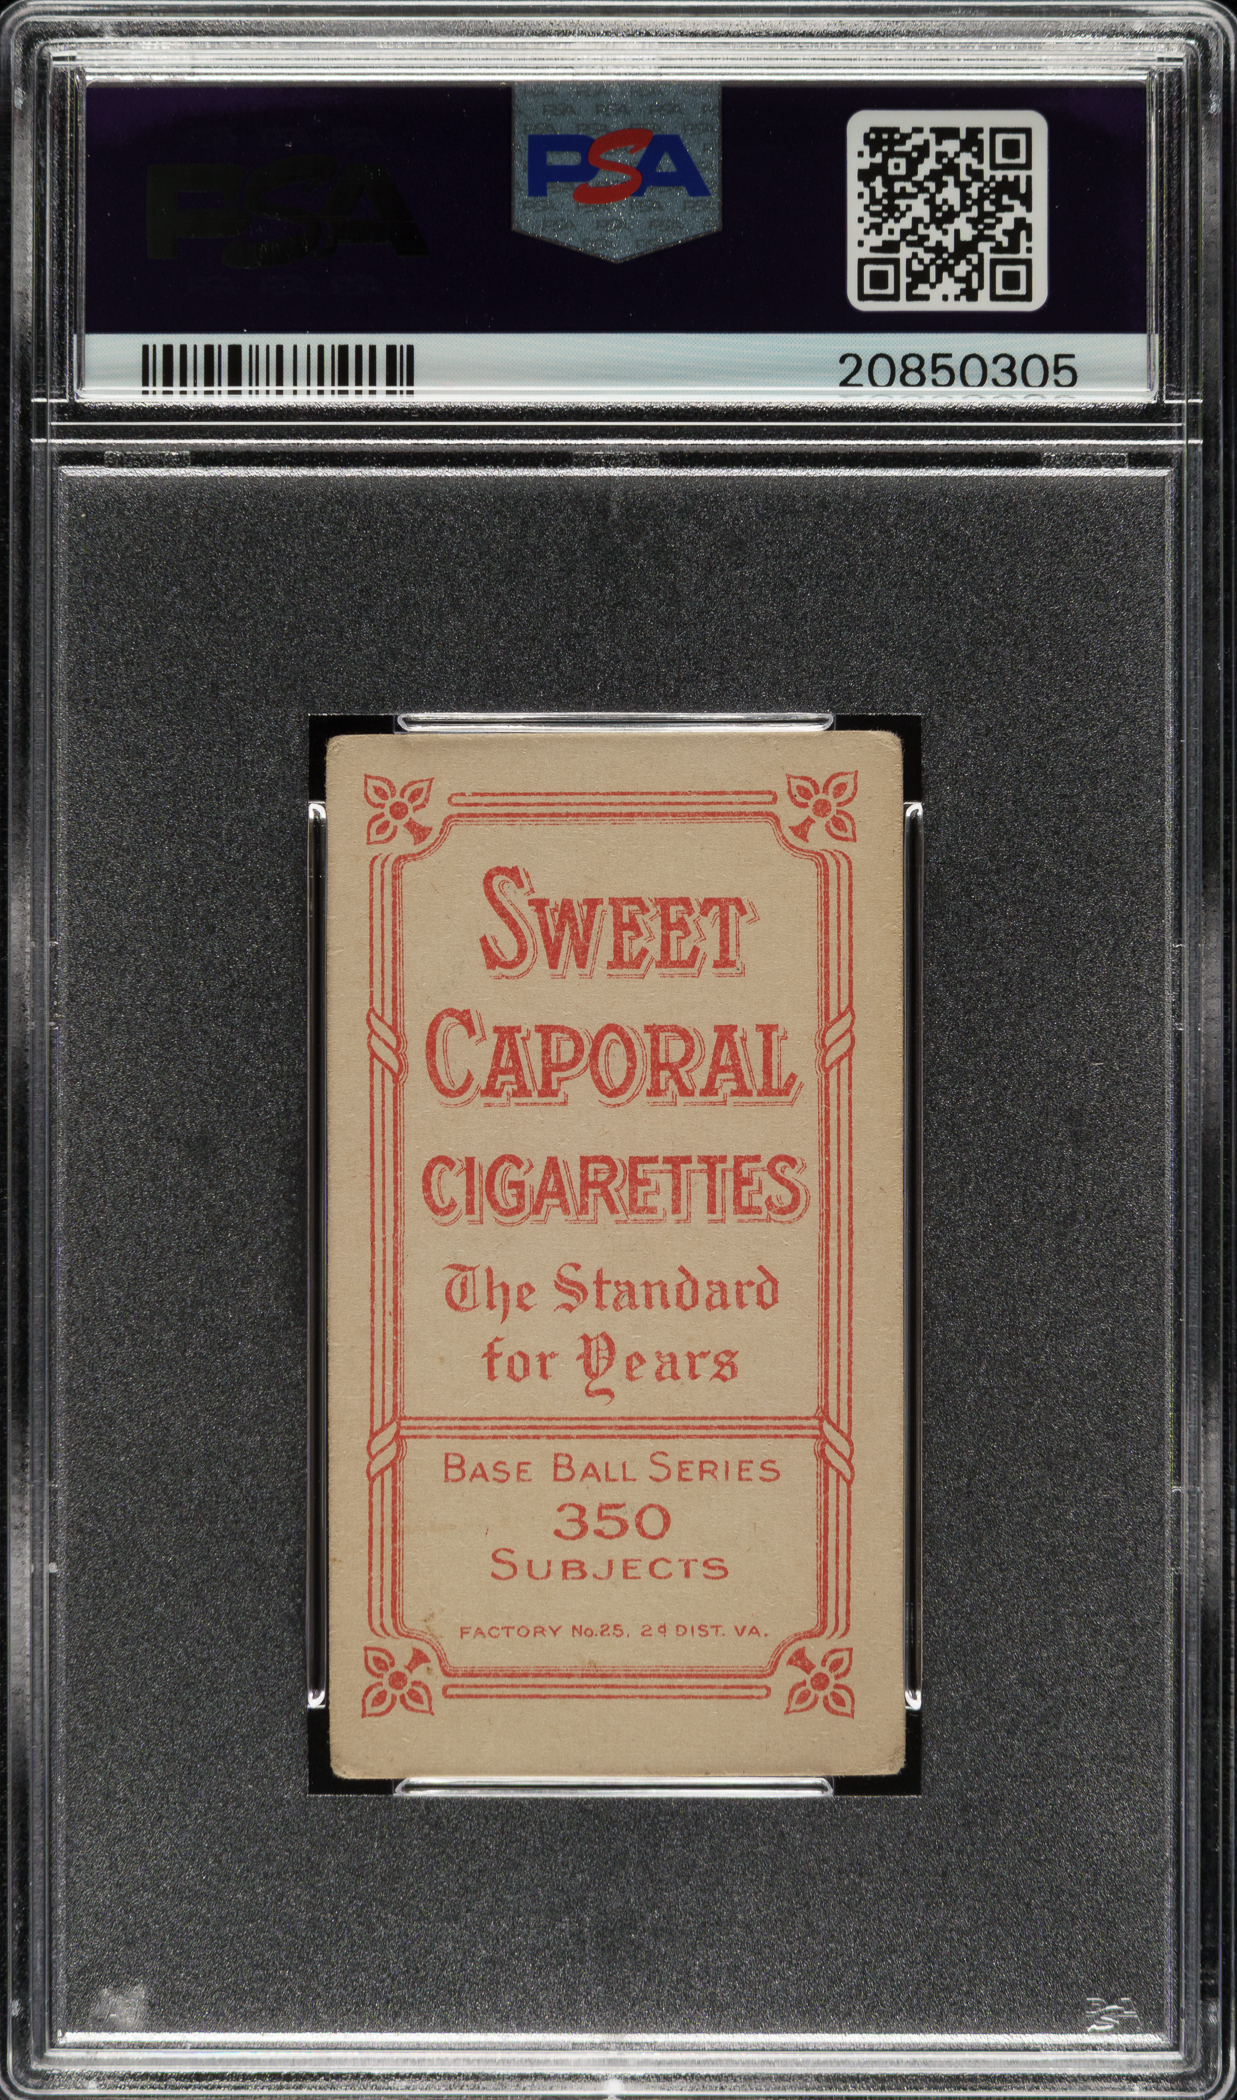 PSA
PSA
20850305
SWEET
CAPORAL
CIGARETTES
The Standard
for Years
BASE BALL SERIES
350
SUBJECTS
FACTORY No. 25, 2d DIST. VA.
PSA